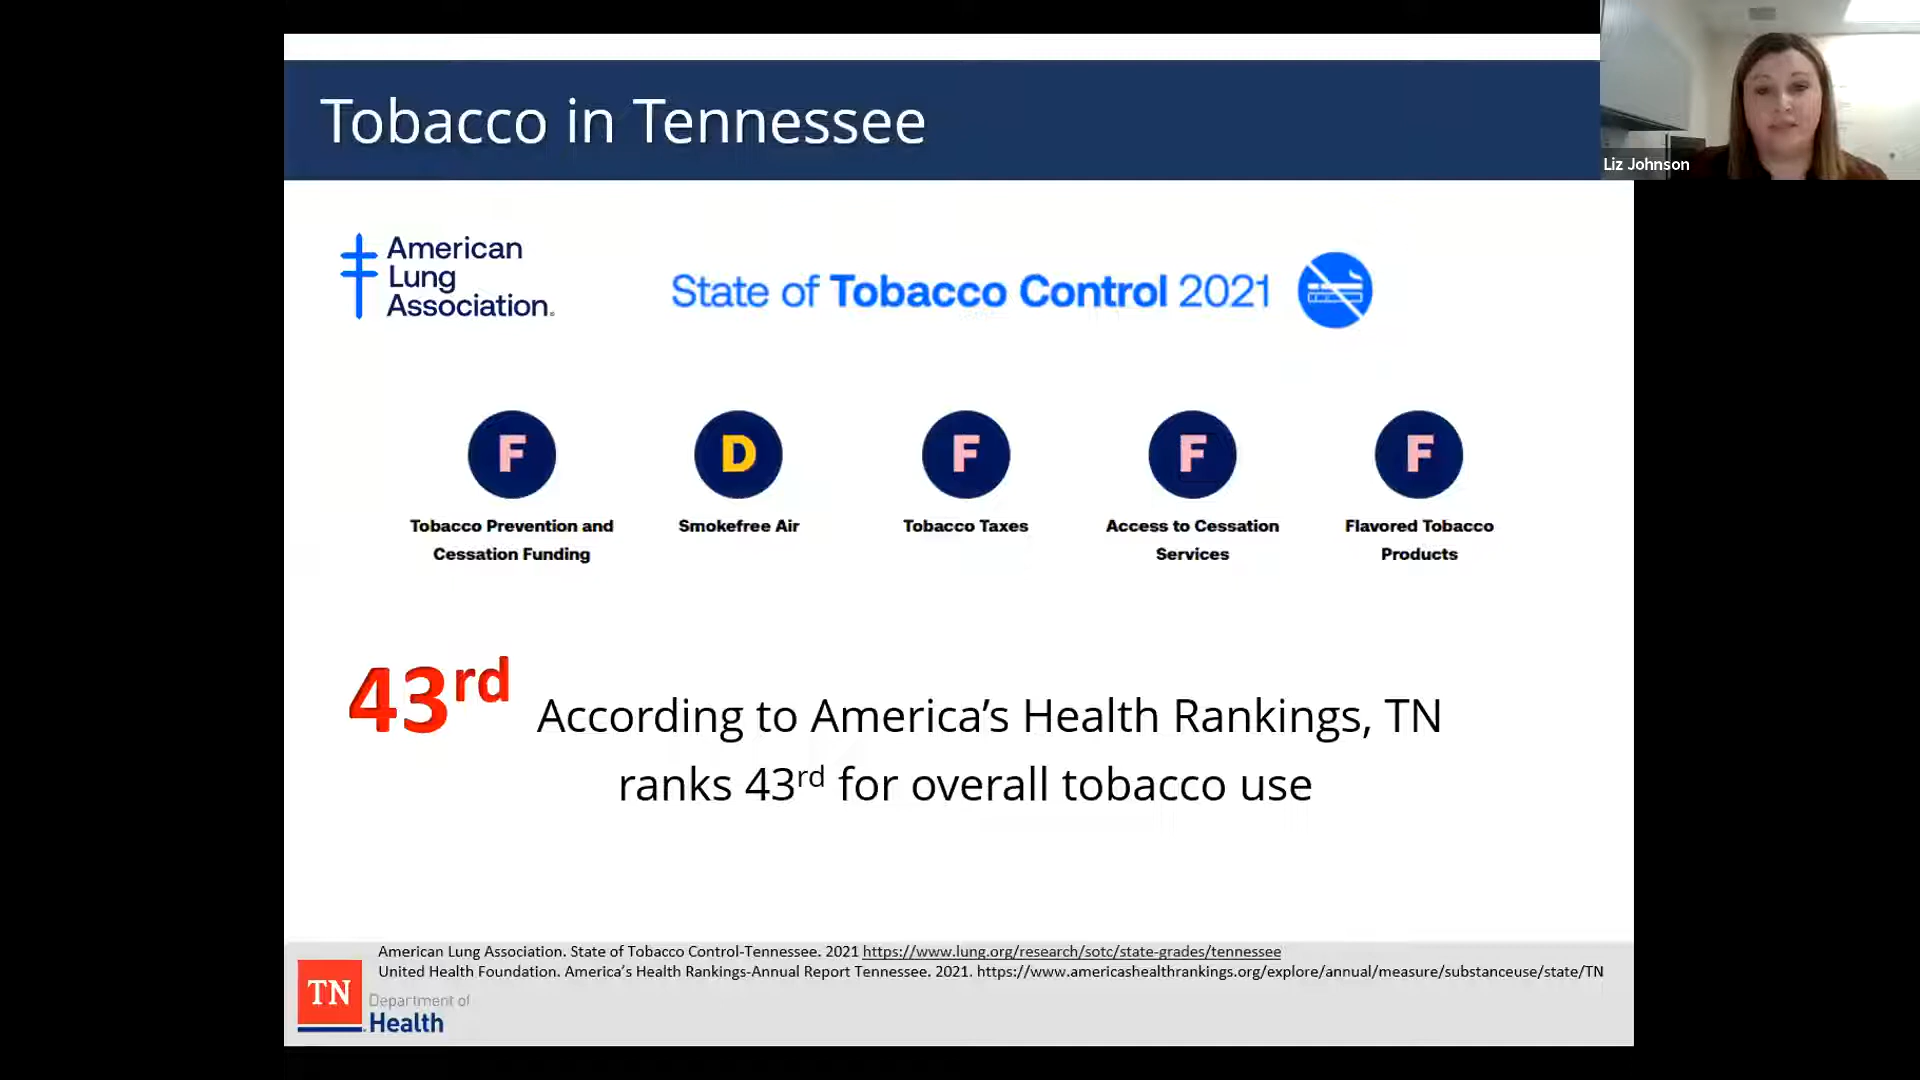 Tobacco in Tennessee
Liz Johnson
American
Lung
Association.
State of Tobacco Control 2021
F
D
F
F
F
Tobacco Prevention and
Cessation Funding
Smokefree Air
Tobacco Taxes
Access to Cessation
Services
Flavored Tobacco
Products
43rd
According to America’s Health Rankings, TN
ranks 43rd for overall tobacco use
American Lung Association. State of Tobacco Control-Tennessee. 2021 https://www.lung.org/research/sotc/state-grades/tennessee
United Health Foundation. America’s Health Rankings-Annual Report Tennessee. 2021. https://www.americashealthrankings.org/explore/annual/measure/substanceuse/state/TN
TN
Department of
Health